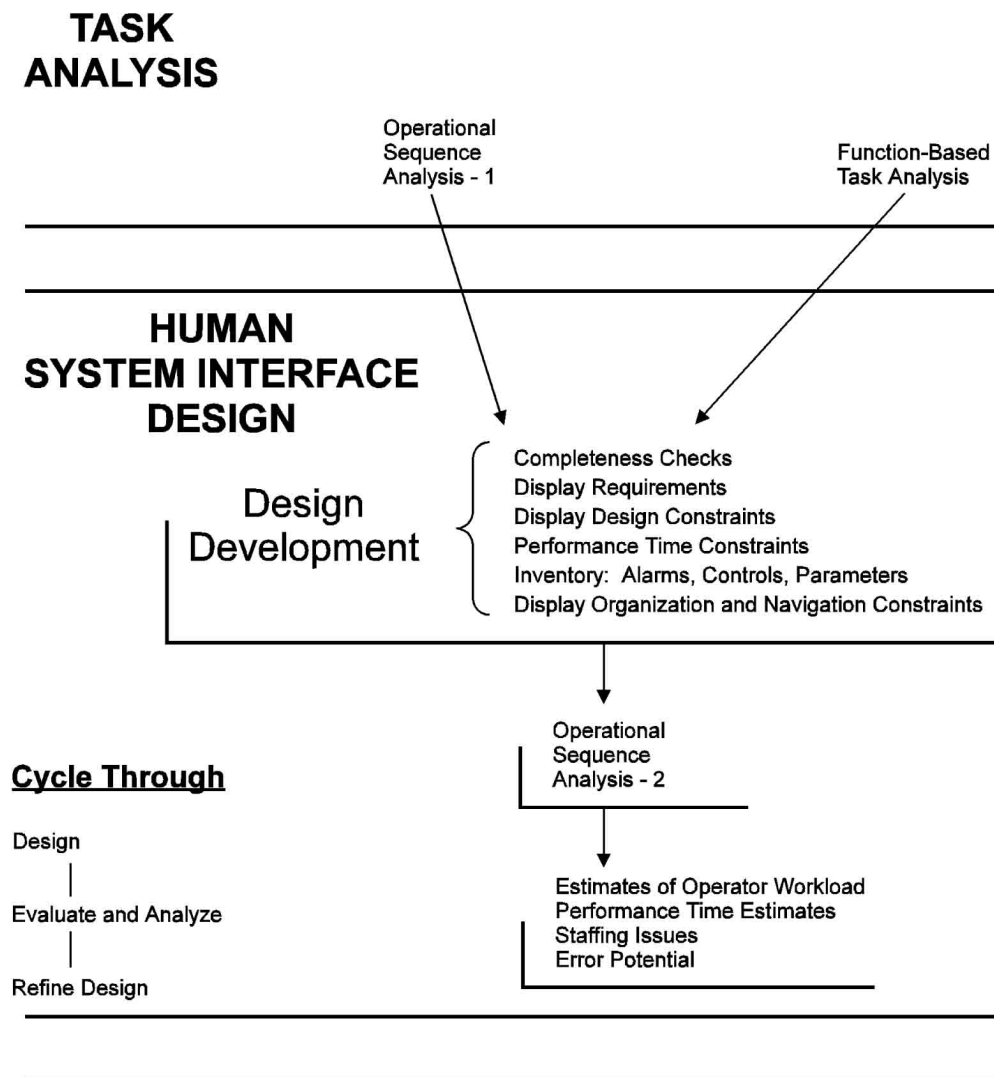 TASK
ANALYSIS
Operational
Sequence
Analysis - 1
Function-Based
Task Analysis
HUMAN
SYSTEM INTERFACE
DESIGN
Design
Development
Completeness Checks
Display Requirements
Display Design Constraints
Performance Time Constraints
Inventory: Alarms, Controls, Parameters
Display Organization and Navigation Constraints
Operational
Sequence
Analysis - 2
Cycle Through
Design
Evaluate and Analyze
Refine Design
Estimates of Operator Workload
Performance Time Estimates
Staffing Issues
Error Potential